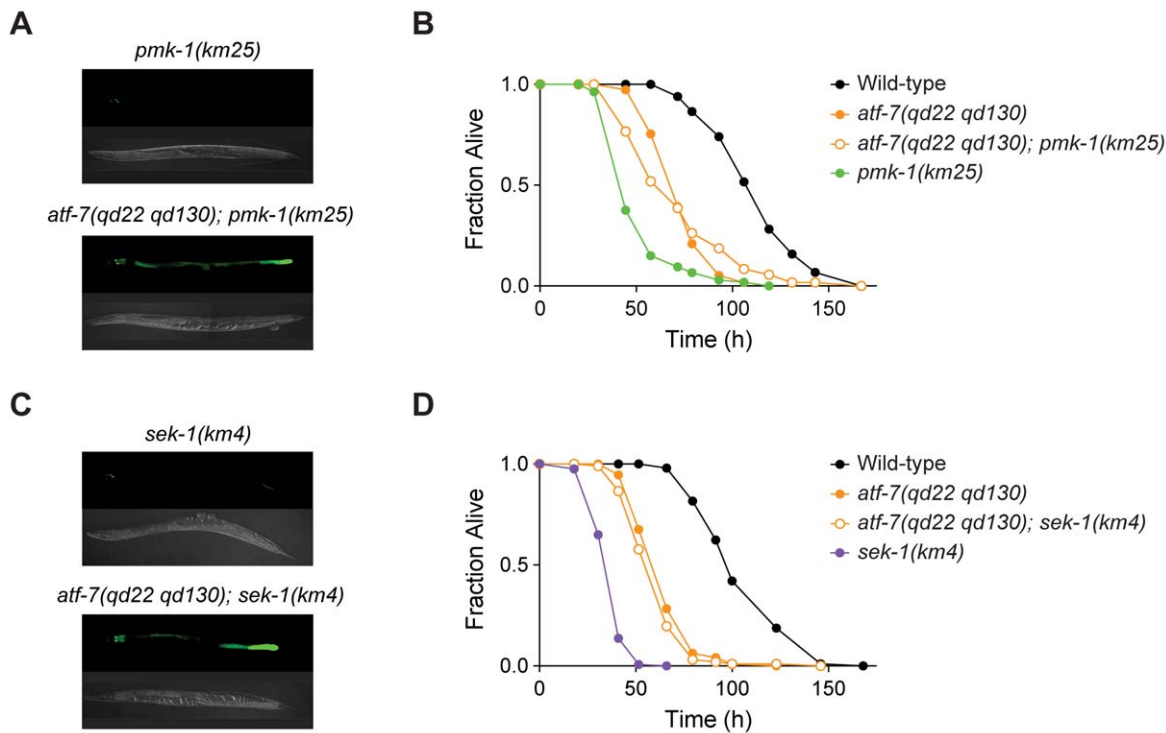 A
pmk-1(km25)
atf-7(qd22 qd130); pmk-1(km25)
B
1.0
0.5
0.0
Fraction Alive
0
50
100
150
Time (h)
Wild-type
atf-7(qd22 qd130)
atf-7(qd22 qd130); pmk-1(km25)
pmk-1(km25)
C
sek-1(km4)
atf-7(qd22 qd130); sek-1(km4)
D
1.0
0.5
0.0
Fraction Alive
0
50
100
150
Time (h)
Wild-type
atf-7(qd22 qd130)
atf-7(qd22 qd130); sek-1(km4)
sek-1(km4)